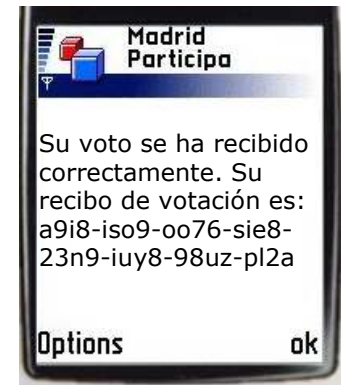 Madrid
Participa
Su voto se ha recibido
correctamente. Su
recibo de votación es:
a9i8-iso9-oo76-sie8-
23n9-iuy8-98uz-pl2a
Options ok